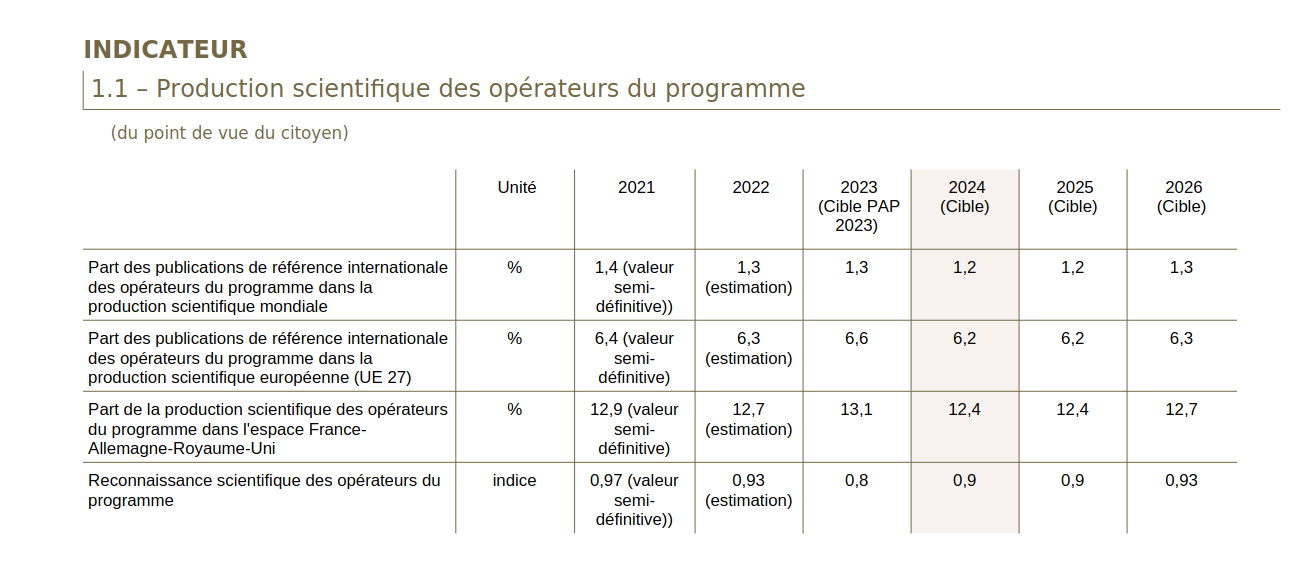 INDICATEUR
1.1 – Production scientifique des opérateurs du programme
(du point de vue du citoyen)
Unité 2021 2022 2023 2024 2025 2026
(Cible PAP (Cible) (Cible) (Cible)
2023)
Part des publications de référence internationale % 1,4 (valeur 1,3 1,3 1,2 1,2 1,3
des opérateurs du programme dans la semi- (estimation)
production scientifique mondiale définitive))
Part des publications de référence internationale % 6,4 (valeur 6,3 6,6 6,2 6,2 6,3
des opérateurs du programme dans la semi- (estimation)
production scientifique européenne (UE 27) définitive)
Part de la production scientifique des opérateurs % 12,9 (valeur 12,7 13,1 12,4 12,4 12,7
du programme dans l'espace France- semi- (estimation)
Allemagne-Royaume-Uni définitive)
Reconnaissance scientifique des opérateurs du indice 0,97 (valeur 0,93 0,8 0,9 0,9 0,93
programme semi- (estimation)
définitive))